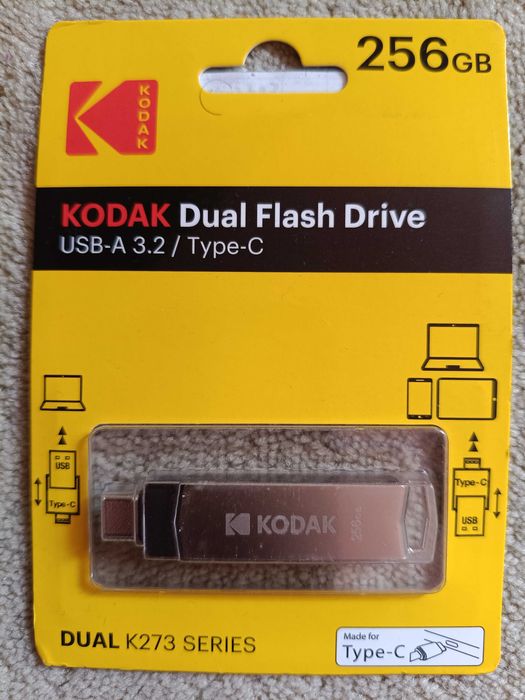 256GB
KODAK
KODAK Dual Flash Drive
USB-A 3.2 / Type-C
USB
Type-C
Type-C
USB
KODAK
256GB
DUAL K273 SERIES
Made for
Type-C